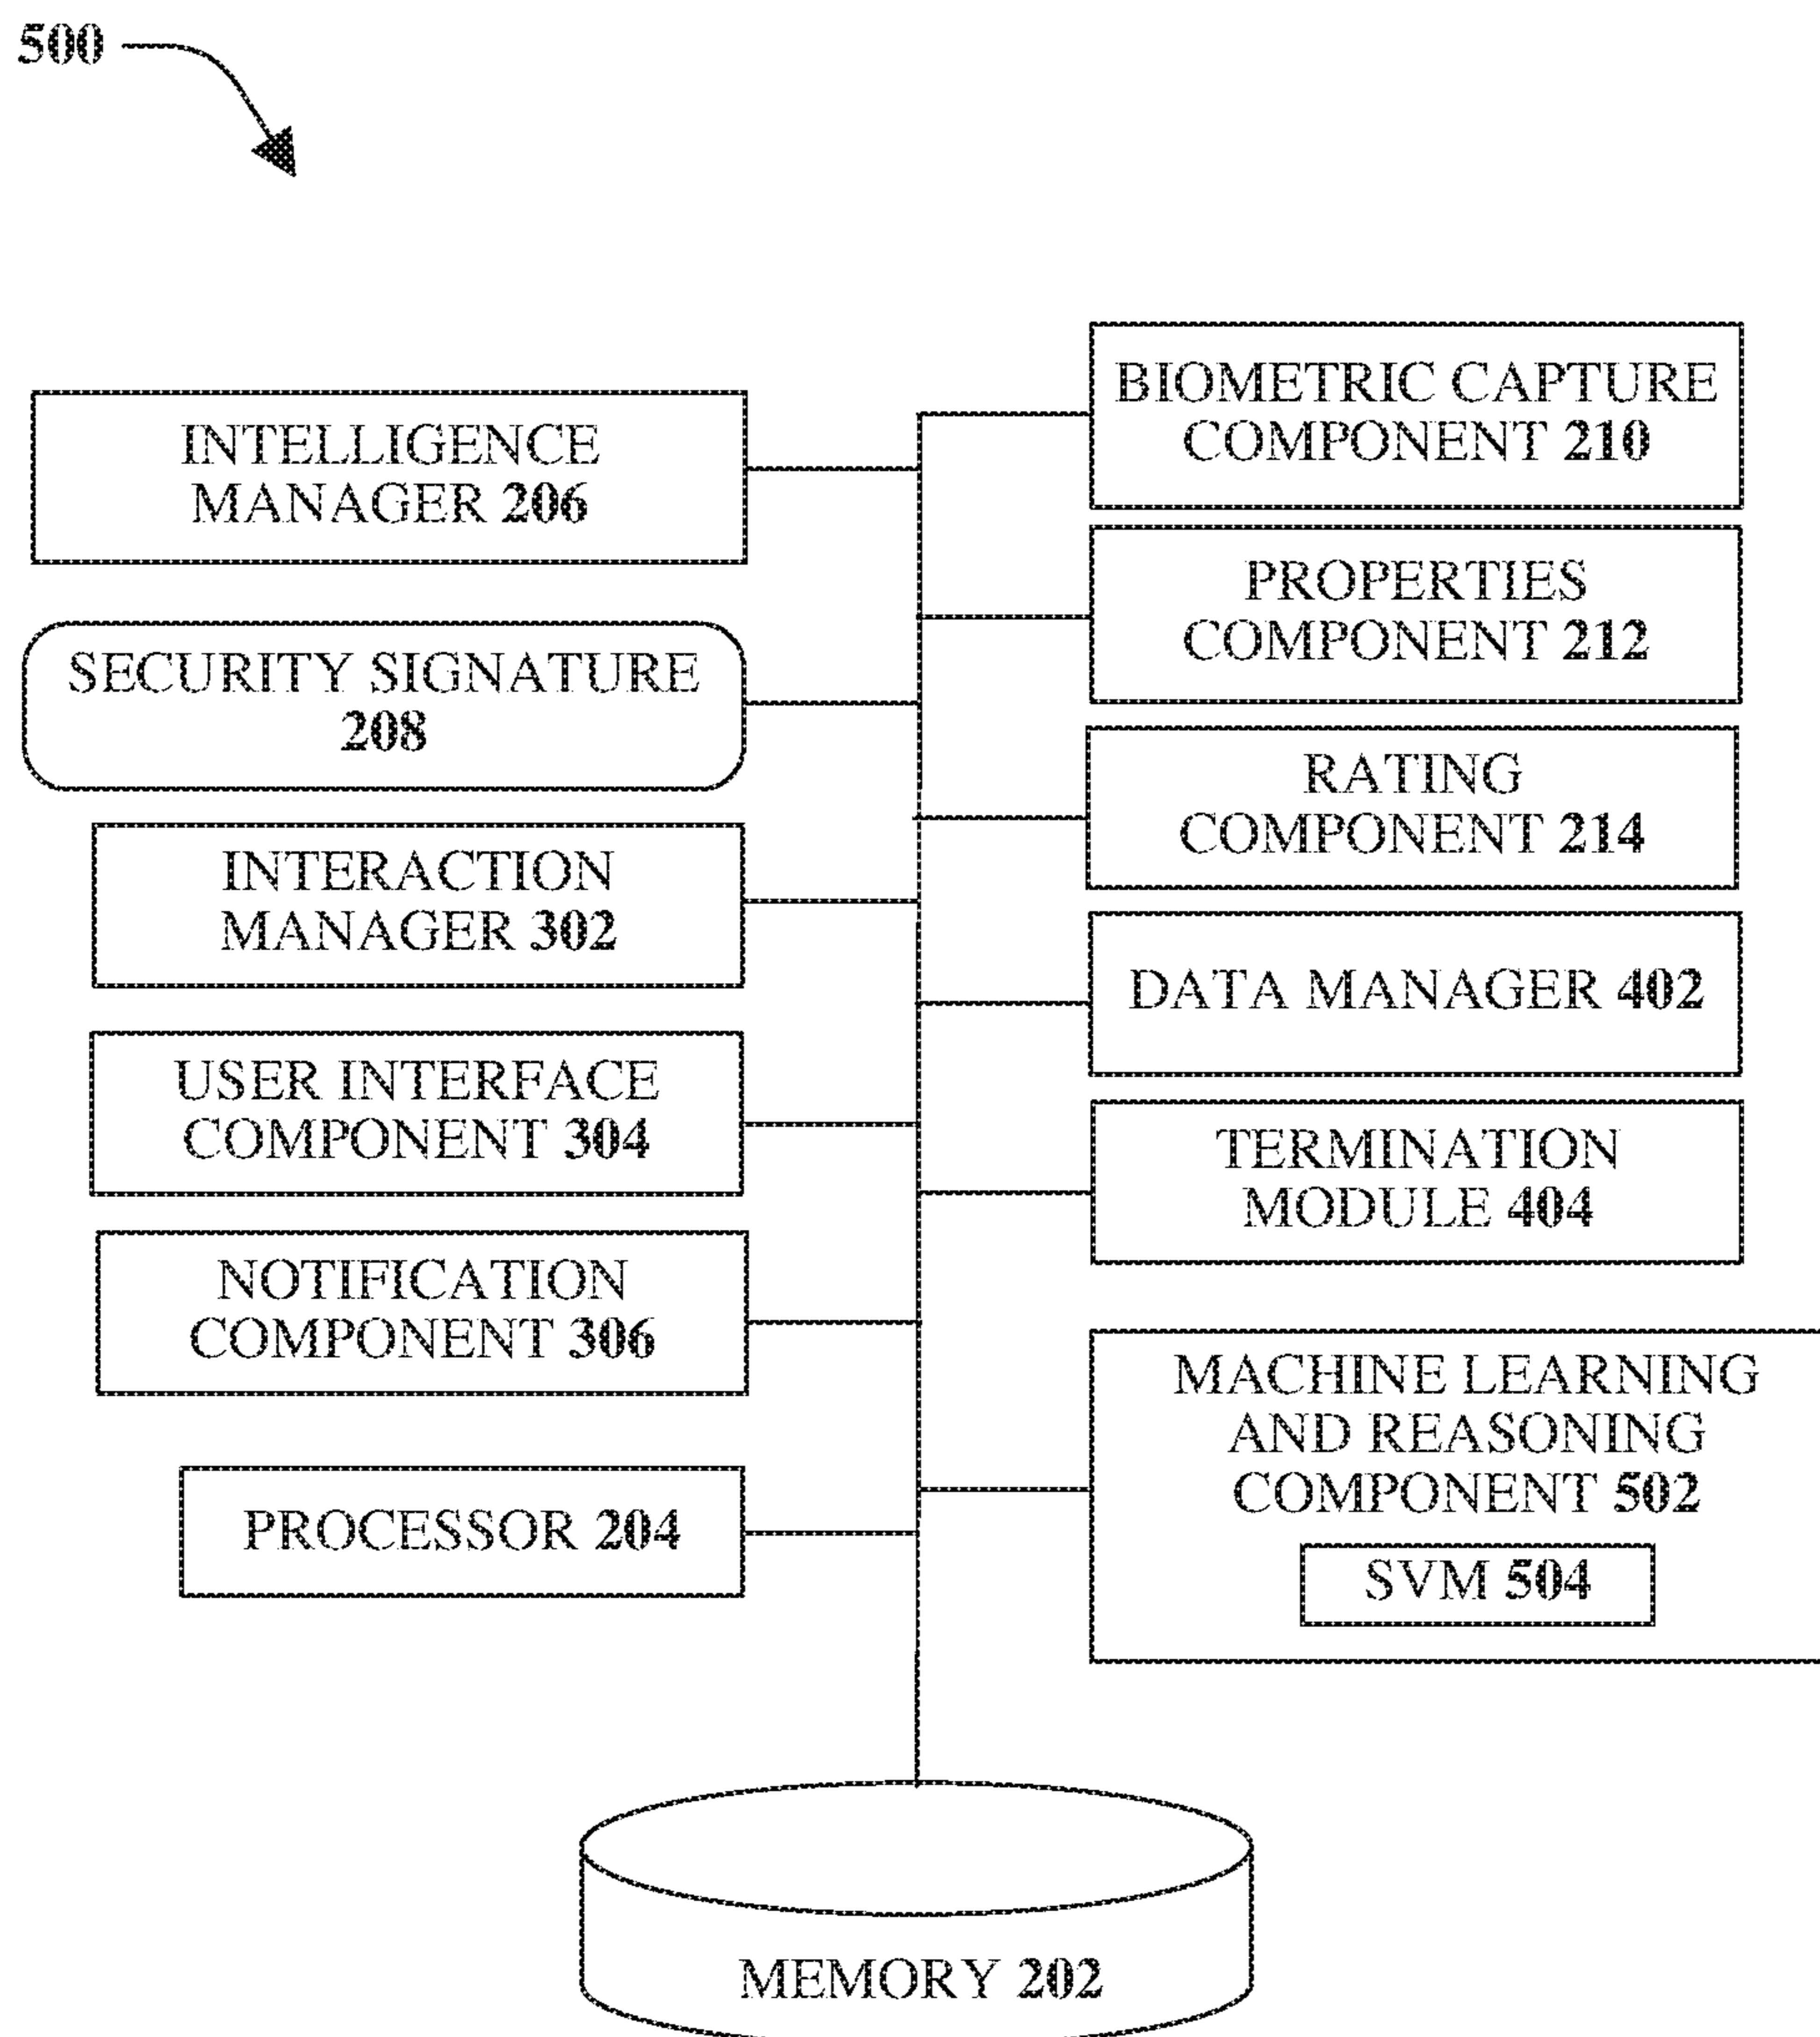 500
INTELLIGENCE
MANAGER 206
SECURITY SIGNATURE
208
INTERACTION
MANAGER 302
USER INTERFACE
COMPONENT 304
NOTIFICATION
COMPONENT 306
PROCESSOR 204
BIOMETRIC CAPTURE
COMPONENT 210
PROPERTIES
COMPONENT 212
RATING
COMPONENT 214
DATA MANAGER 402
TERMINATION
MODULE 404
MACHINE LEARNING
AND REASONING
COMPONENT 502
SVM 504
MEMORY 202